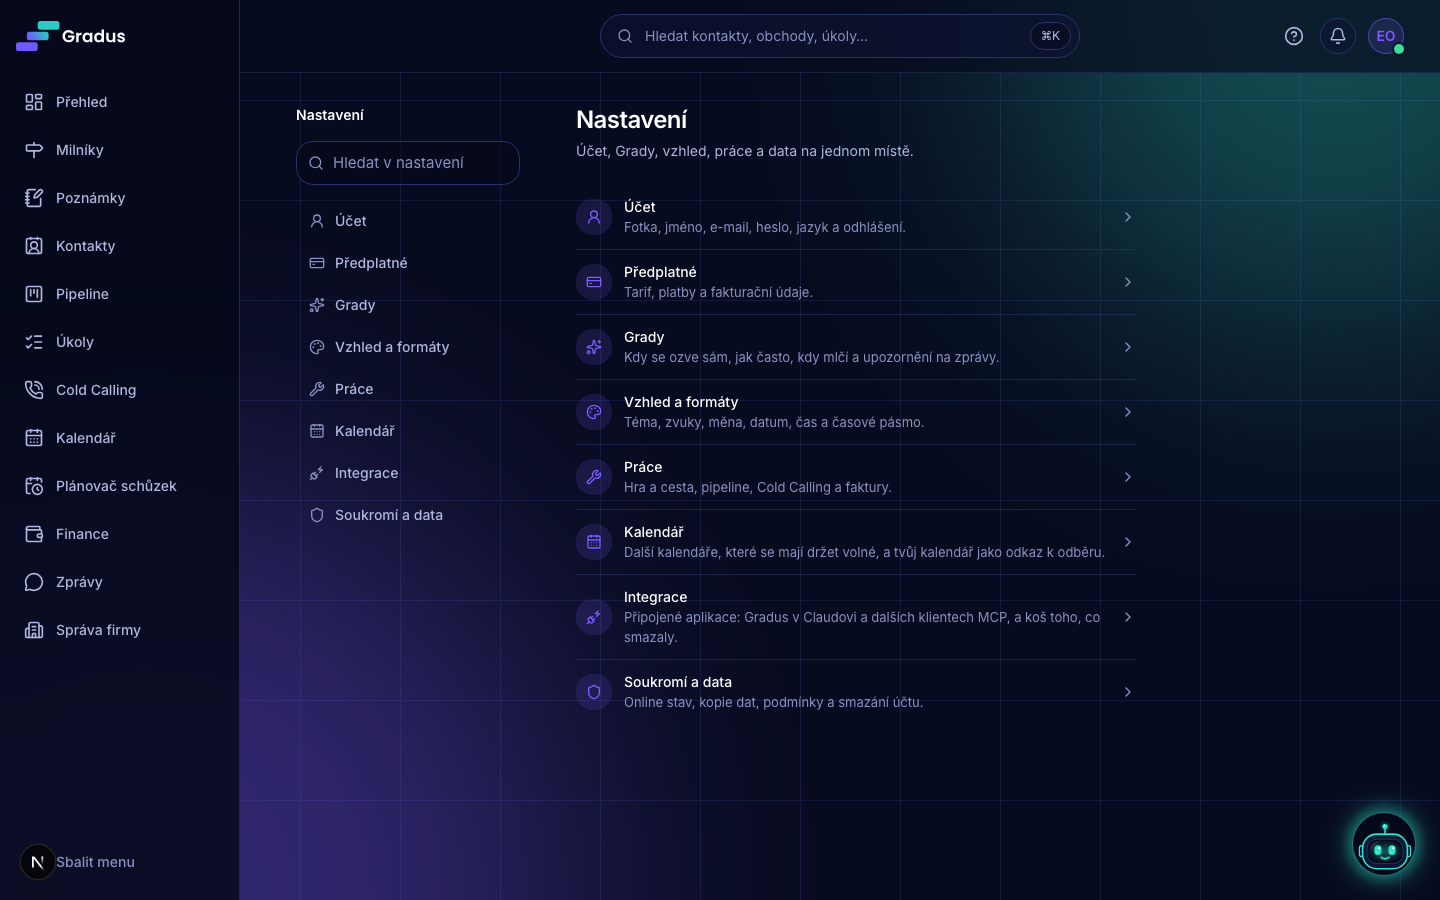 Gradus
Hledat kontakty, obchody, úkoly...
⌘K
EO
Přehled
Milníky
Poznámky
Kontakty
Pipeline
Úkoly
Cold Calling
Kalendář
Plánovač schůzek
Finance
Zprávy
Správa firmy
N
Sbalit menu
Nastavení
Hledat v nastavení
Účet
Předplatné
Grady
Vzhled a formáty
Práce
Kalendář
Integrace
Soukromí a data
Nastavení
Účet, Grady, vzhled, práce a data na jednom místě.
Účet
Fotka, jméno, e-mail, heslo, jazyk a odhlášení.
Předplatné
Tarif, platby a fakturační údaje.
Grady
Kdy se ozve sám, jak často, kdy mlčí a upozornění na zprávy.
Vzhled a formáty
Téma, zvuky, měna, datum, čas a časové pásmo.
Práce
Hra a cesta, pipeline, Cold Calling a faktury.
Kalendář
Další kalendáře, které se mají držet volné, a tvůj kalendář jako odkaz k odběru.
Integrace
Připojené aplikace: Gradus v Claudovi a dalších klientech MCP, a koš toho, co
smazaly.
Soukromí a data
Online stav, kopie dat, podmínky a smazání účtu.